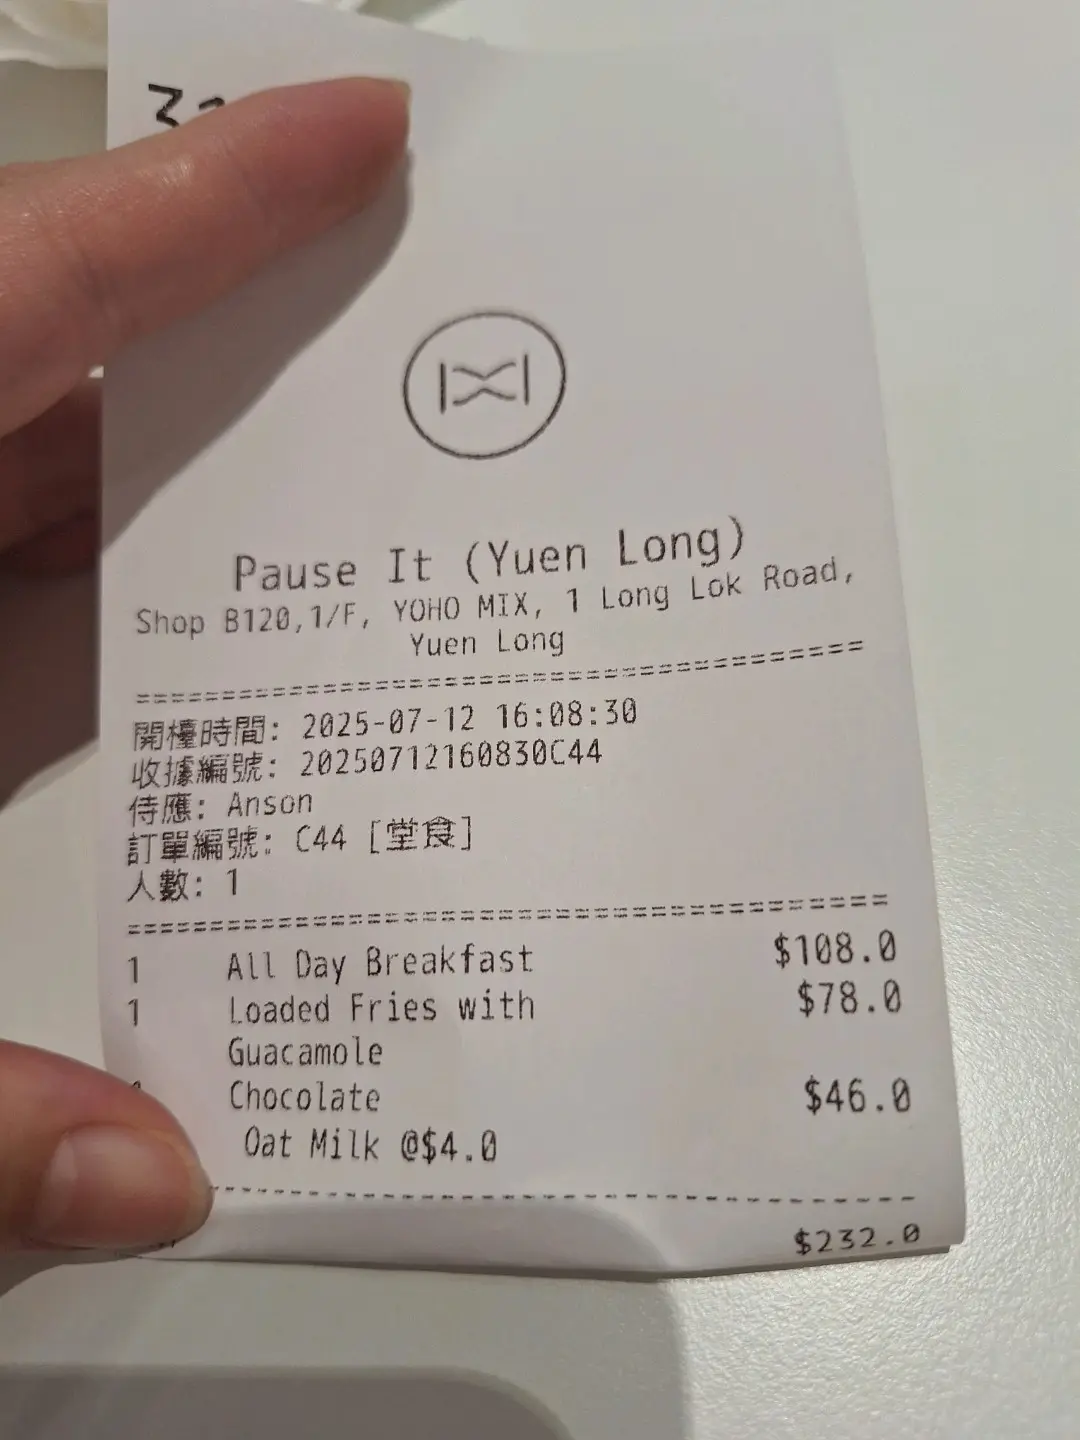 Pause It (Yuen Long)
Shop B120,1/F, YOHO MIX, 1 Long Lok Road,
Yuen Long
開檯時間: 2025-07-12 16:08:30
收據編號: 20250712160830C44
侍應: Anson
訂單編號: C44 [堂食]
人數: 1
1 All Day Breakfast $108.0
1 Loaded Fries with $78.0
Guacamole
Chocolate $46.0
Oat Milk @$4.0
$232.0